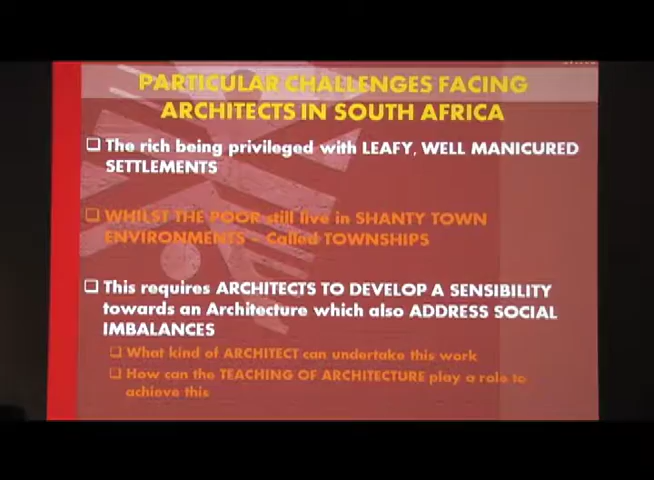 PARTICULAR CHALLENGES FACING
ARCHITECTS IN SOUTH AFRICA
The rich being privileged with LEAFY, WELL MANICURED
SETTLEMENTS
WHILST THE POOR still live in SHANTY TOWN
ENVIRONMENTS – Called TOWNSHIPS
This requires ARCHITECTS TO DEVELOP A SENSIBILITY
towards an Architecture which also ADDRESS SOCIAL
IMBALANCES
What kind of ARCHITECT can undertake this work
How can the TEACHING OF ARCHITECTURE play a role to
achieve this